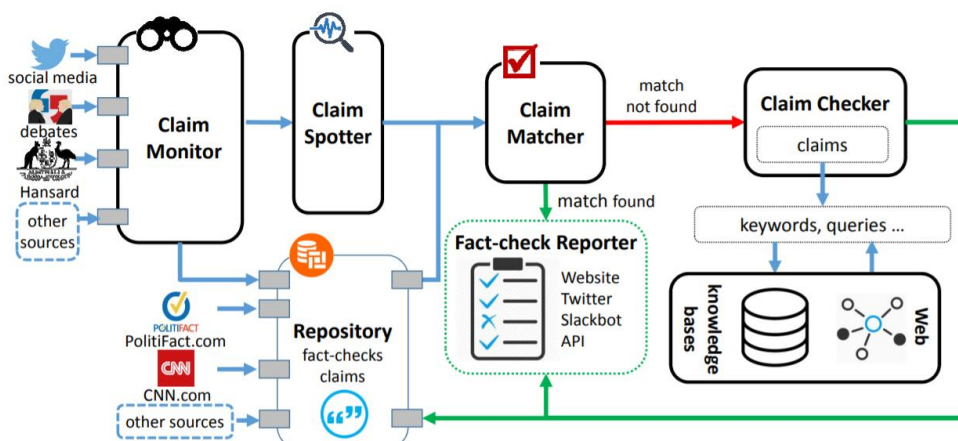 social media
debates
Hansard
other
sources
Claim
Monitor
Claim
Spotter
Claim
Matcher
match
not found
Claim Checker
claims
match found
keywords, queries ...
Fact-check Reporter
Website
Twitter
Slackbot
API
knowledge
bases
Web
POLITIFACT
PolitiFact.com
CNN
CNN.com
other sources
Repository
fact-checks
claims